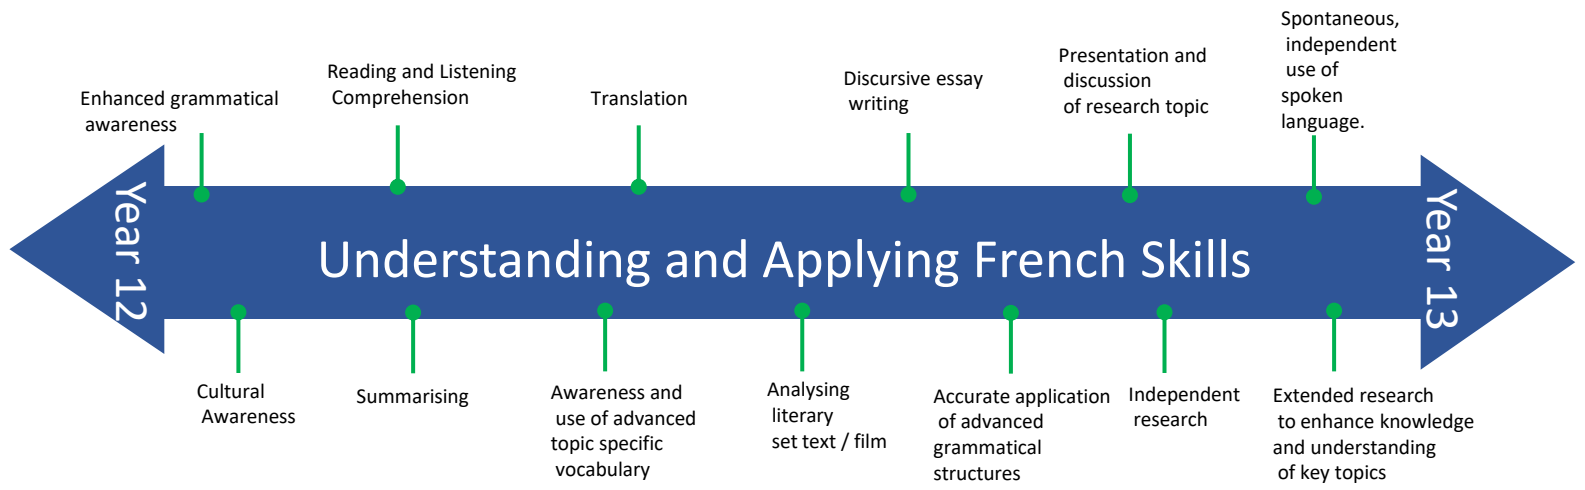 Enhanced grammatical
awareness
Reading and Listening
Comprehension
Translation
Discursive essay
writing
Presentation and
discussion
of research topic
Spontaneous,
independent
use of
spoken
language.
Year 12
Understanding and Applying French Skills
Year 13
Cultural
Awareness
Summarising
Awareness and
use of advanced
topic specific
vocabulary
Analysing
literary
set text / film
Accurate application
of advanced
grammatical
structures
Independent
research
Extended research
to enhance knowledge
and understanding
of key topics